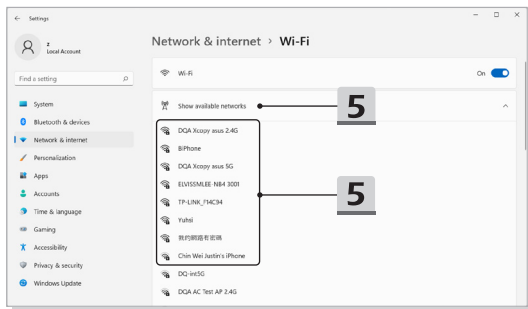 Settings
z
Local Account
Find a setting
System
Bluetooth & devices
Network & internet
Personalization
Apps
Accounts
Time & language
Gaming
Accessibility
Privacy & security
Windows Update
Network & internet > Wi-Fi
Wi-Fi
On
Show available networks
5
DQA Xcopy asus 2.4G
BiPhone
DQA Xcopy asus 5G
ELVISSMLEE-NB4 3001
TP-LINK_F14C94
5
Yuhsi
我的網路有密碼
Chin Wei Justin's iPhone
DQ-int5G
DQA AC Test AP 2.4G